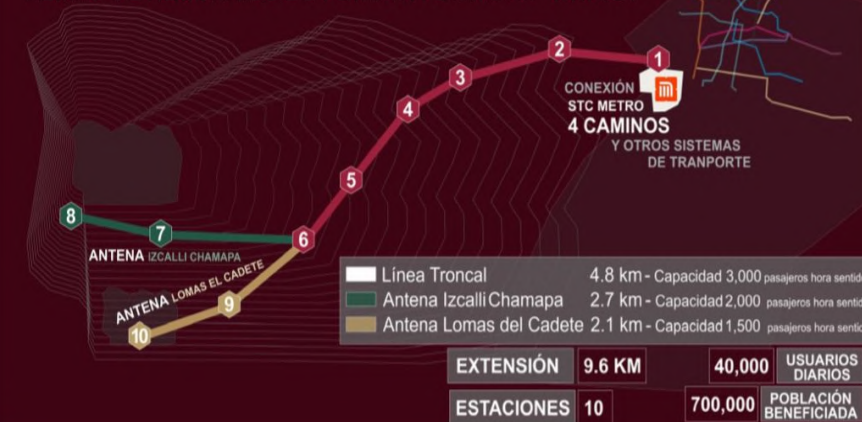 1
2
3
4
5
6
7
8
9
10
CONEXIÓN
STC METRO
4 CAMINOS
Y OTROS SISTEMAS
DE TRANPORTE
ANTENA IZCALLI CHAMAPA
ANTENA LOMAS EL CADETE
Línea Troncal 4.8 km - Capacidad 3,000 pasajeros hora sentid
Antena Izcalli Chamapa 2.7 km - Capacidad 2,000 pasajeros hora sentid
Antena Lomas del Cadete 2.1 km - Capacidad 1,500 pasajeros hora sentid
EXTENSIÓN 9.6 KM
40,000 USUARIOS
DIARIOS
ESTACIONES 10
700,000 POBLACIÓN
BENEFICIADA